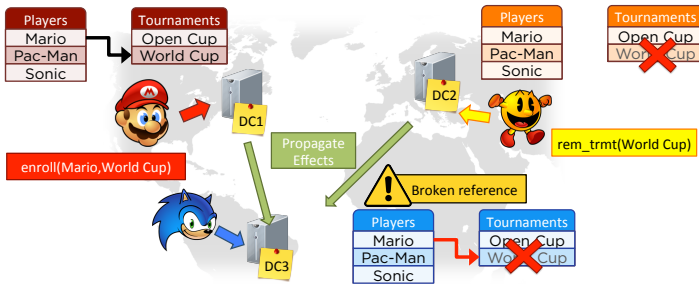 Players
Mario
Pac-Man
Sonic
Tournaments
Open Cup
World Cup
Players
Mario
Pac-Man
Sonic
Tournaments
Open Cup
World Cup
M
DC1
DC2
enroll(Mario,World Cup)
Propagate
Effects
rem_trmt(World Cup)
Broken reference
DC3
Players
Mario
Pac-Man
Sonic
Tournaments
Open Cup
World Cup